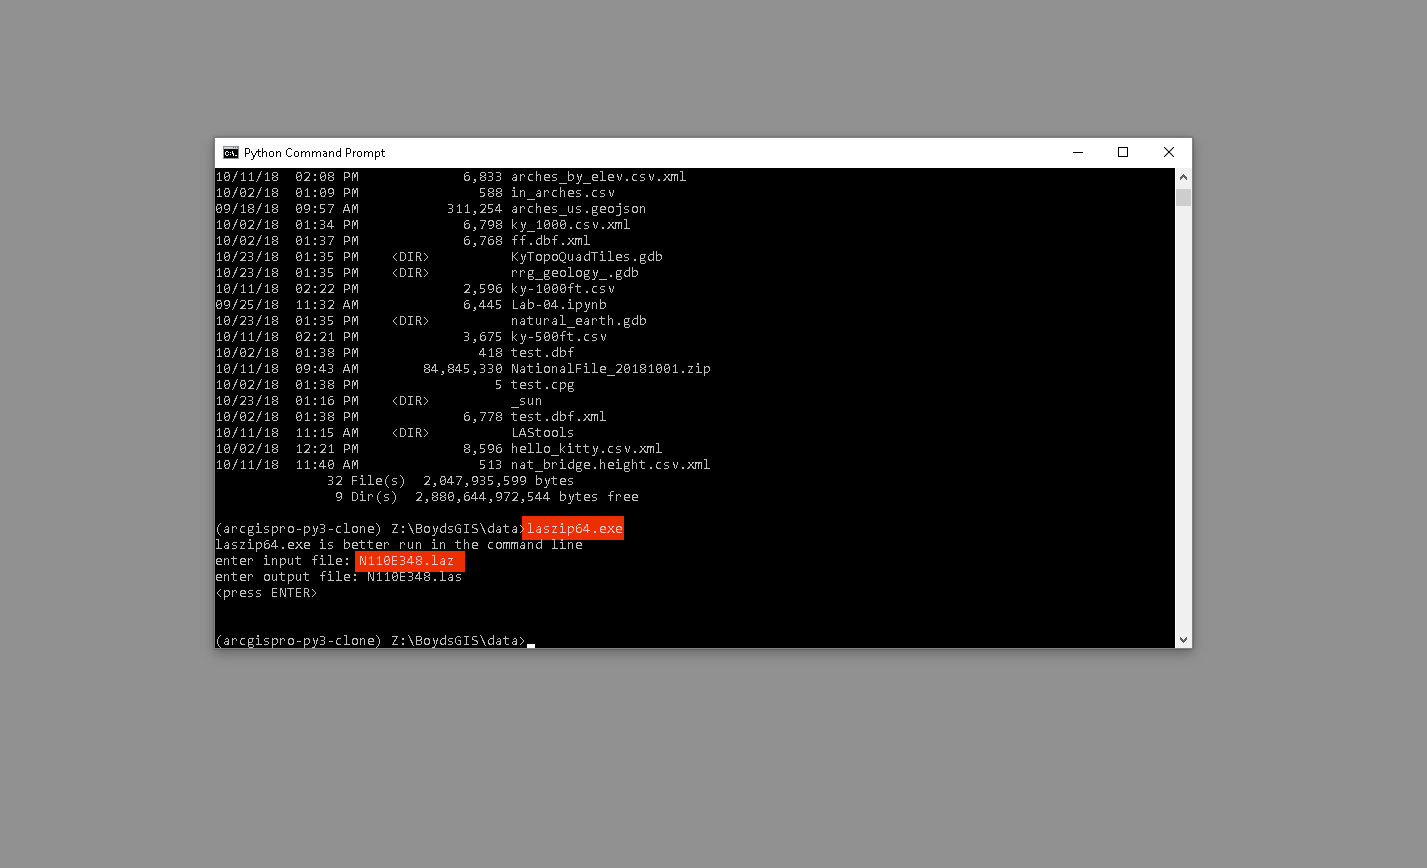 Python Command Prompt
10/11/18  02:08 PM             6,833 arches_by_elev.csv.xml
10/02/18  01:09 PM               588 in_arches.csv
09/18/18  09:57 AM           311,254 arches_us.geojson
10/02/18  01:34 PM             6,798 ky_1000.csv.xml
10/02/18  01:37 PM             6,768 ff.dbf.xml
10/23/18  01:35 PM    <DIR>          KyTopoQuadTiles.gdb
10/23/18  01:35 PM    <DIR>          rrg_geology_.gdb
10/11/18  02:22 PM             2,596 ky-1000ft.csv
09/25/18  11:32 AM             6,445 Lab-04.ipynb
10/23/18  01:35 PM    <DIR>          natural_earth.gdb
10/11/18  02:21 PM             3,675 ky-500ft.csv
10/02/18  01:38 PM               418 test.dbf
10/11/18  09:43 AM        84,845,330 NationalFile_20181001.zip
10/02/18  01:38 PM                 5 test.cpg
10/23/18  01:16 PM    <DIR>          _sun
10/02/18  01:38 PM             6,778 test.dbf.xml
10/11/18  11:15 AM    <DIR>          LAStools
10/02/18  12:21 PM             8,596 hello_kitty.csv.xml
10/11/18  11:40 AM               513 nat_bridge.height.csv.xml
              32 File(s)  2,047,935,599 bytes
               9 Dir(s)  2,880,644,972,544 bytes free
(arcgispro-py3-clone) Z:\BoydsGIS\data>laszip64.exe
laszip64.exe is better run in the command line
enter input file: N110E348.laz
enter output file: N110E348.las
<press ENTER>
(arcgispro-py3-clone) Z:\BoydsGIS\data>